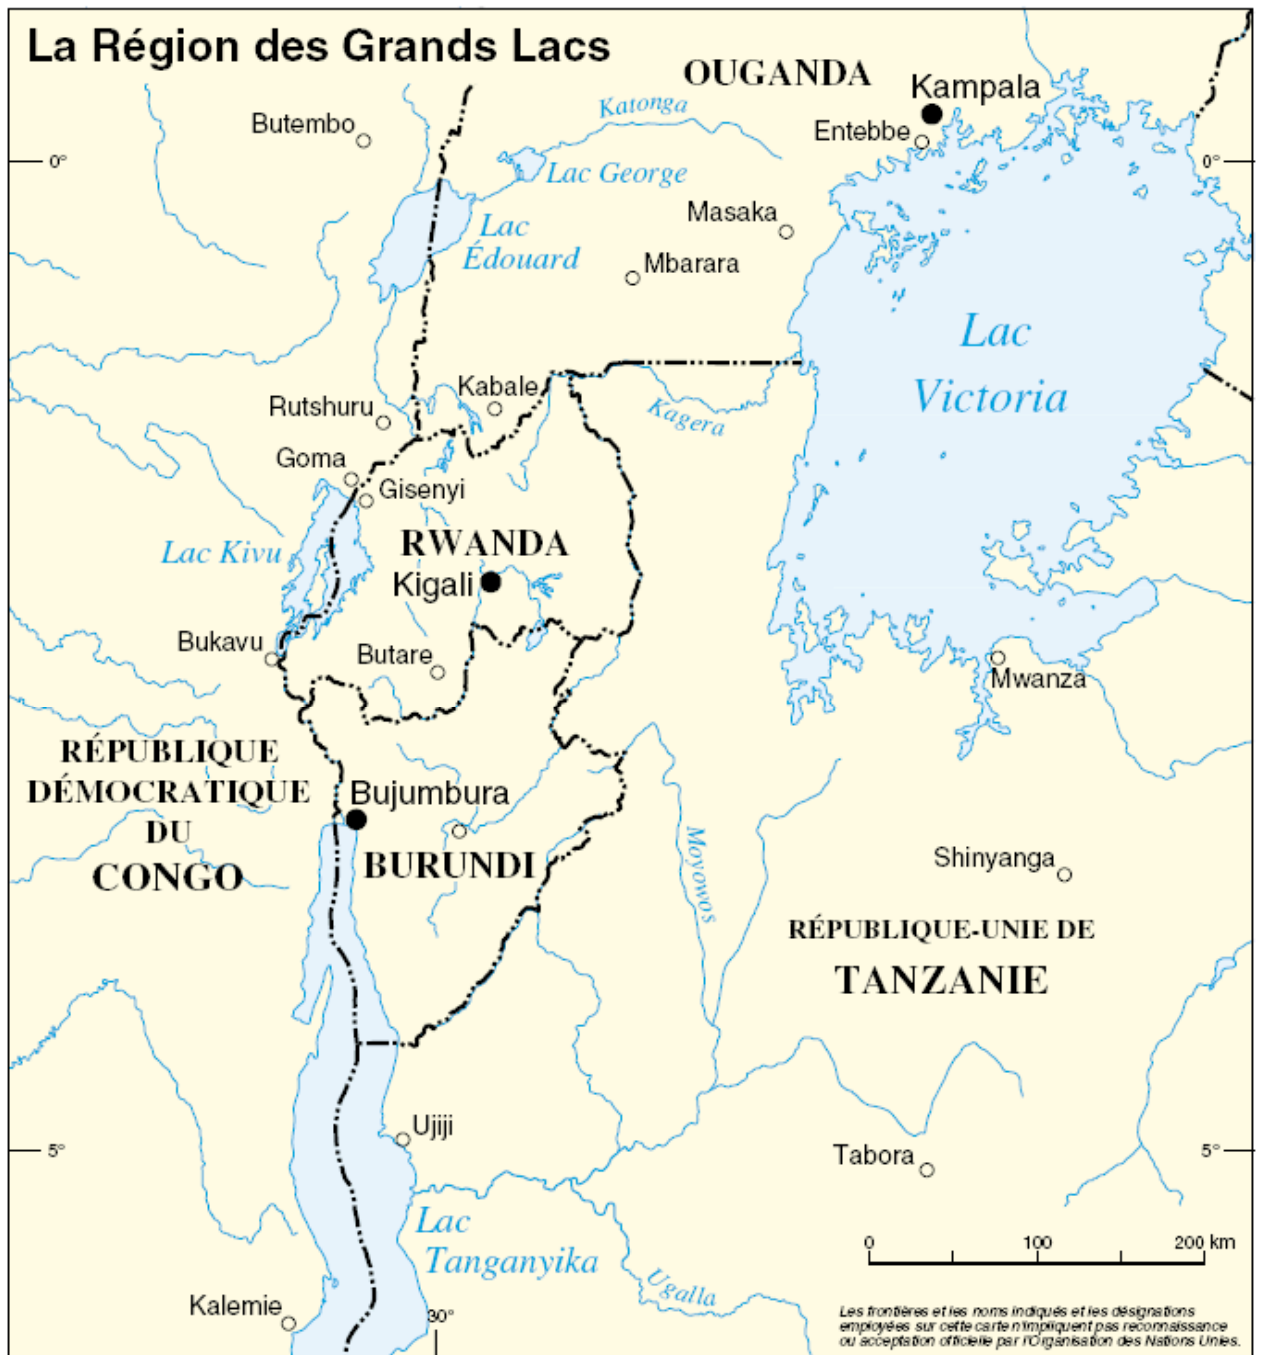 La Région des Grands Lacs
OUGANDA
Kampala
Katonga
Butembo
Entebbe
0°
0°
Lac George
Masaka
Lac
Édouard
Mbarara
Lac
Victoria
Kabale
Rutshuru
Kagera
Goma
Gisenyi
RWANDA
Lac Kivu
Kigali
Bukavu
Butare
Mwanza
RÉPUBLIQUE
DÉMOCRATIQUE
DU
CONGO
Bujumbura
BURUNDI
Moyowos
Shinyanga
RÉPUBLIQUE-UNIE DE
TANZANIE
Ujiji
5°
5°
Tabora
Lac
Tanganyika
0 100 200 km
Ugalla
Kalemie
30°
Les frontières et les noms indiqués et les désignations
employées sur cette carte n'impliquent pas reconnaissance
ou acceptation officielle par l'Organisation des Nations Unies.